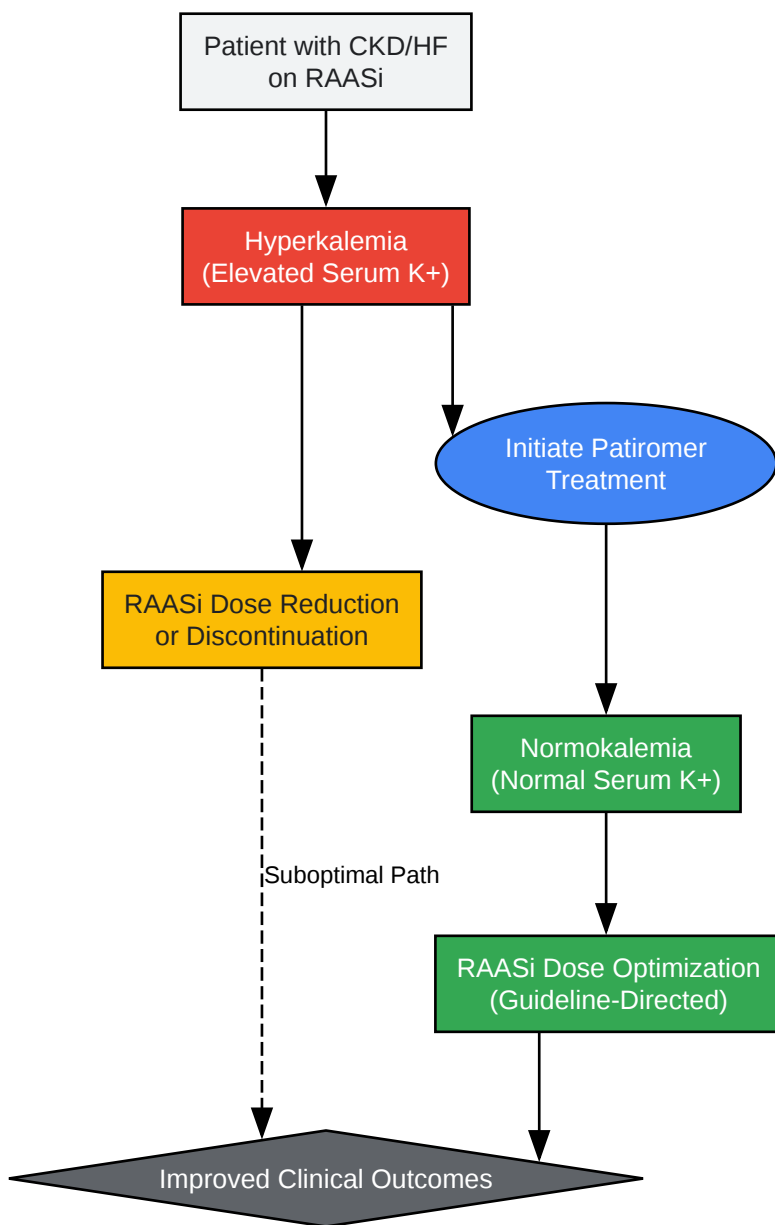 Patient with CKD/HF
on RAASi
Hyperkalemia
(Elevated Serum K+)
Initiate Patiromer
Treatment
RAASi Dose Reduction
or Discontinuation
Normokalemia
(Normal Serum K+)
Suboptimal Path
RAASi Dose Optimization
(Guideline-Directed)
Improved Clinical Outcomes